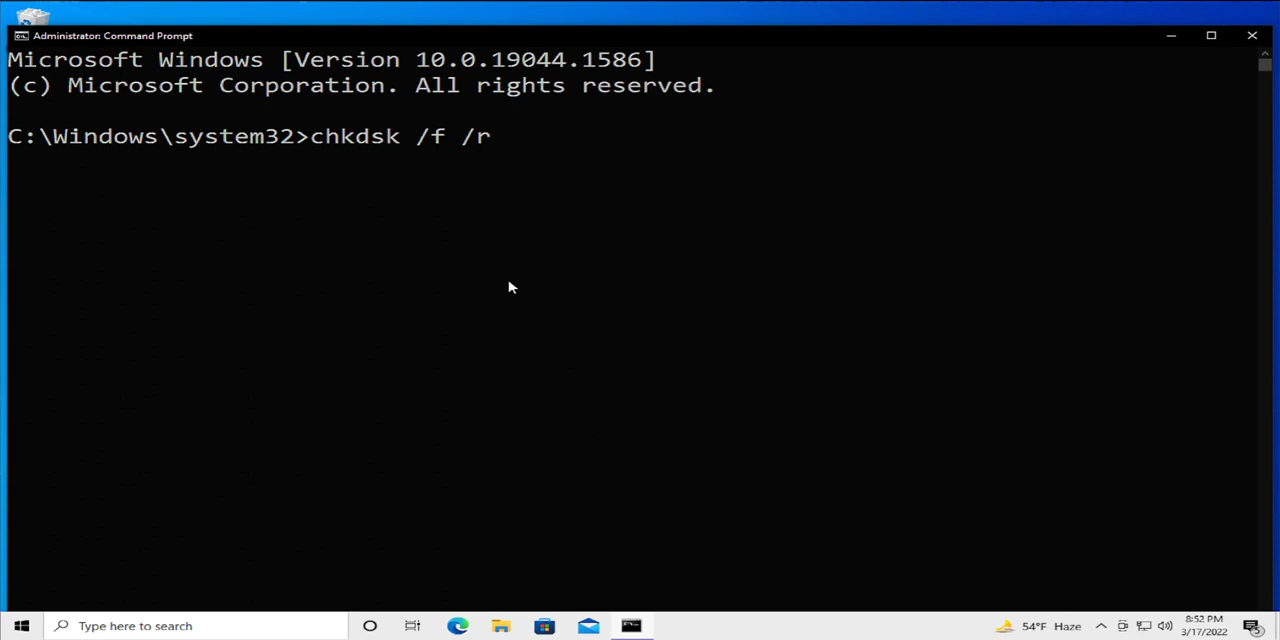 Administrator: Command Prompt
Microsoft Windows [Version 10.0.19044.1586]
(c) Microsoft Corporation. All rights reserved.
C:\Windows\system32>chkdsk /f /r
Type here to search
54°F Haze
8:52 PM
3/17/2022
5